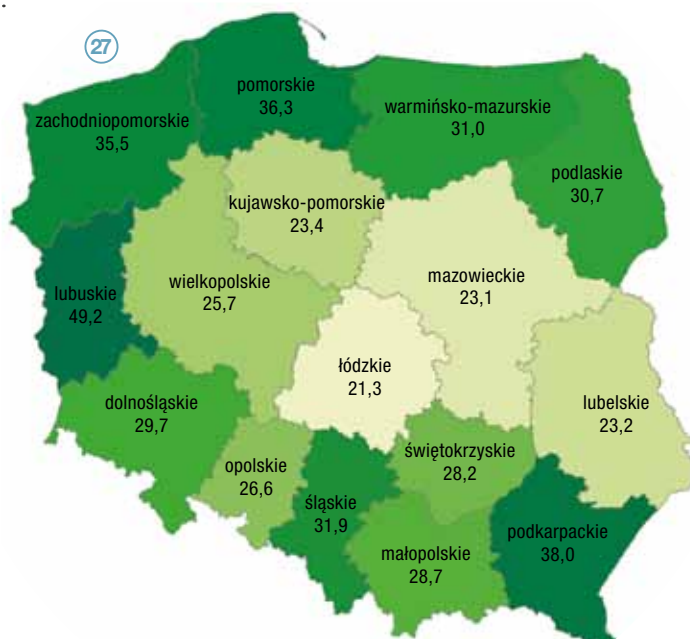 27
pomorskie
36,3
warmińsko-mazurskie
31,0
zachodniopomorskie
35,5
podlaskie
30,7
kujawsko-pomorskie
23,4
mazowieckie
23,1
wielkopolskie
25,7
lubuskie
49,2
łódzkie
21,3
dolnośląskie
29,7
lubelskie
23,2
świętokrzyskie
28,2
opolskie
26,6
śląskie
31,9
podkarpackie
38,0
małopolskie
28,7